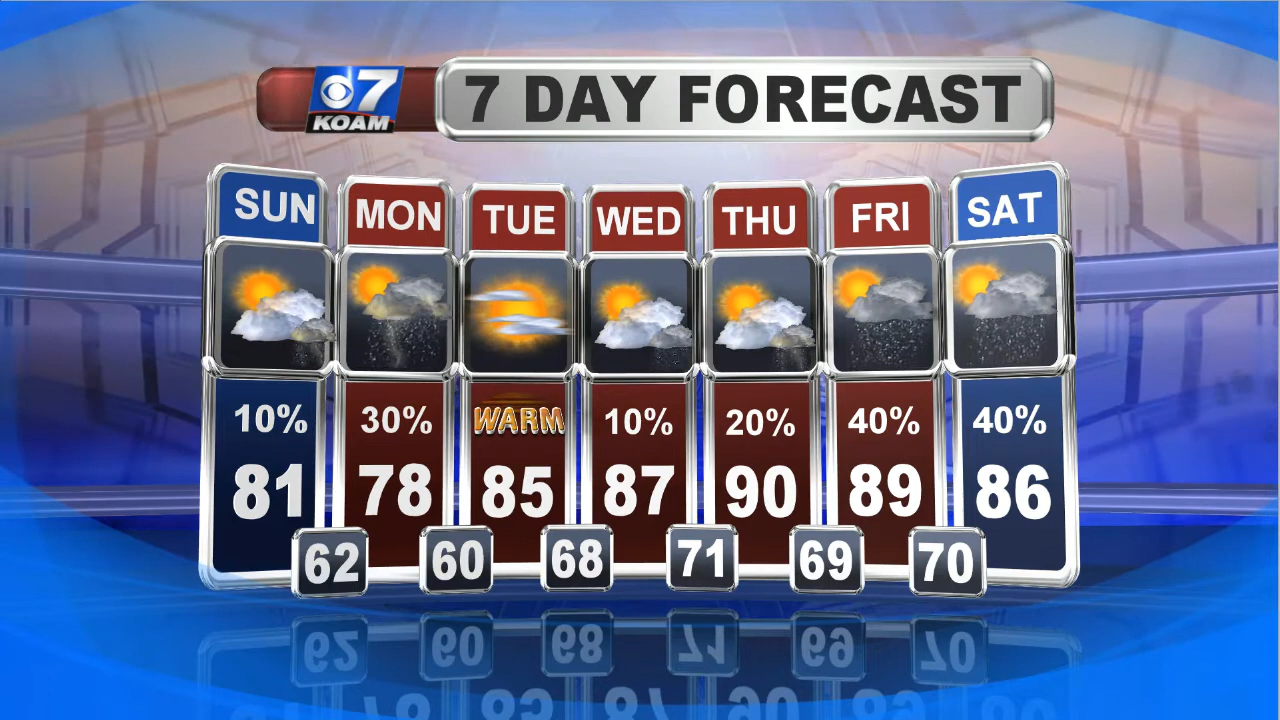 7
KOAM
7 DAY FORECAST
SUN MON TUE WED THU FRI SAT
10% 30% WARM 10% 20% 40% 40%
81 78 85 87 90 89 86
62 60 68 71 69 70